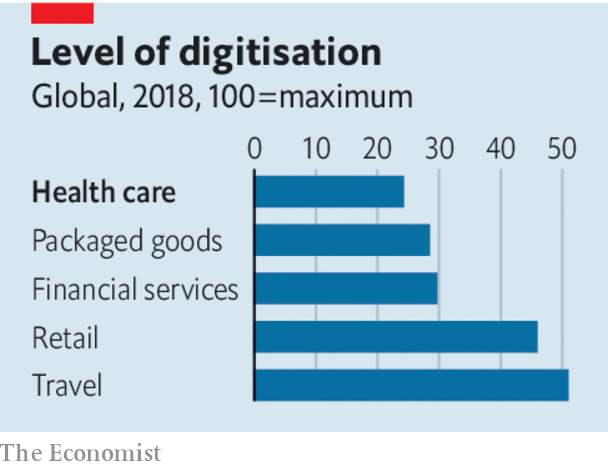 Level of digitisation
Global, 2018, 100=maximum
0 10 20 30 40 50
Health care
Packaged goods
Financial services
Retail
Travel
The Economist